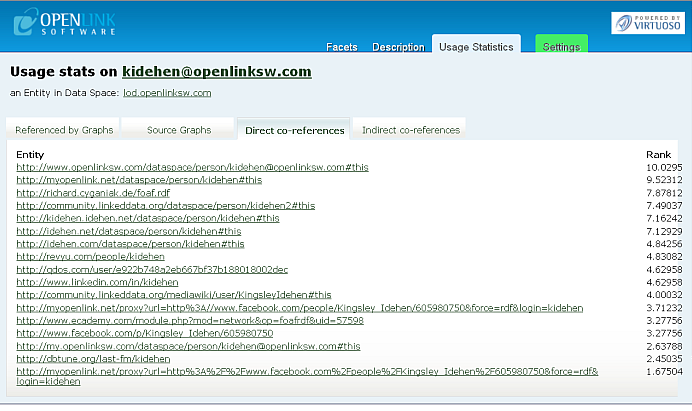 OPENLINK
SOFTWARE
POWERED BY
VIRTUOSO
Facets Description Usage Statistics Settings
Usage stats on kidehen@openlinksw.com
an Entity in Data Space: lod.openlinksw.com
Referenced by Graphs Source Graphs Direct co-references Indirect co-references
Entity Rank
http://www.openlinksw.com/dataspace/person/kidehen@openlinksw.com#this 10.0295
http://myopenlink.net/dataspace/person/kidehen#this 9.52312
http://richard.cyganiak.de/foaf.rdf 7.87812
http://community.linkeddata.org/dataspace/person/kidehen2#this 7.49037
http://kidehen.idehen.net/dataspace/person/kidehen#this 7.16242
http://idehen.net/dataspace/person/kidehen#this 7.12929
http://idehen.com/dataspace/person/kidehen#this 4.84256
http://revyu.com/people/kidehen 4.83082
http://qdos.com/user/e922b748a2eb667bf37b188018002dec 4.62958
http://www.linkedin.com/in/kidehen 4.62958
http://community.linkeddata.org/mediawiki/user/KingsleyIdehen#this 4.00032
http://myopenlink.net/proxy?url=http%3A//www.facebook.com/people/Kingsley_Idehen/605980750&force=rdf&login=kidehen 3.71232
http://www.ecademy.com/module.php?mod=network&op=foafrdf&uid=57598 3.27756
http://www.facebook.com/p/Kingsley_Idehen/605980750 3.27756
http://my.openlinksw.com/dataspace/person/kidehen@openlinksw.com#this 2.63788
http://dbtune.org/last-fm/kidehen 2.45035
http://myopenlink.net/proxy?url=http%3A%2F%2Fwww.facebook.com%2Fpeople%2FKingsley_Idehen%2F605980750&force=rdf& 1.67504
login=kidehen